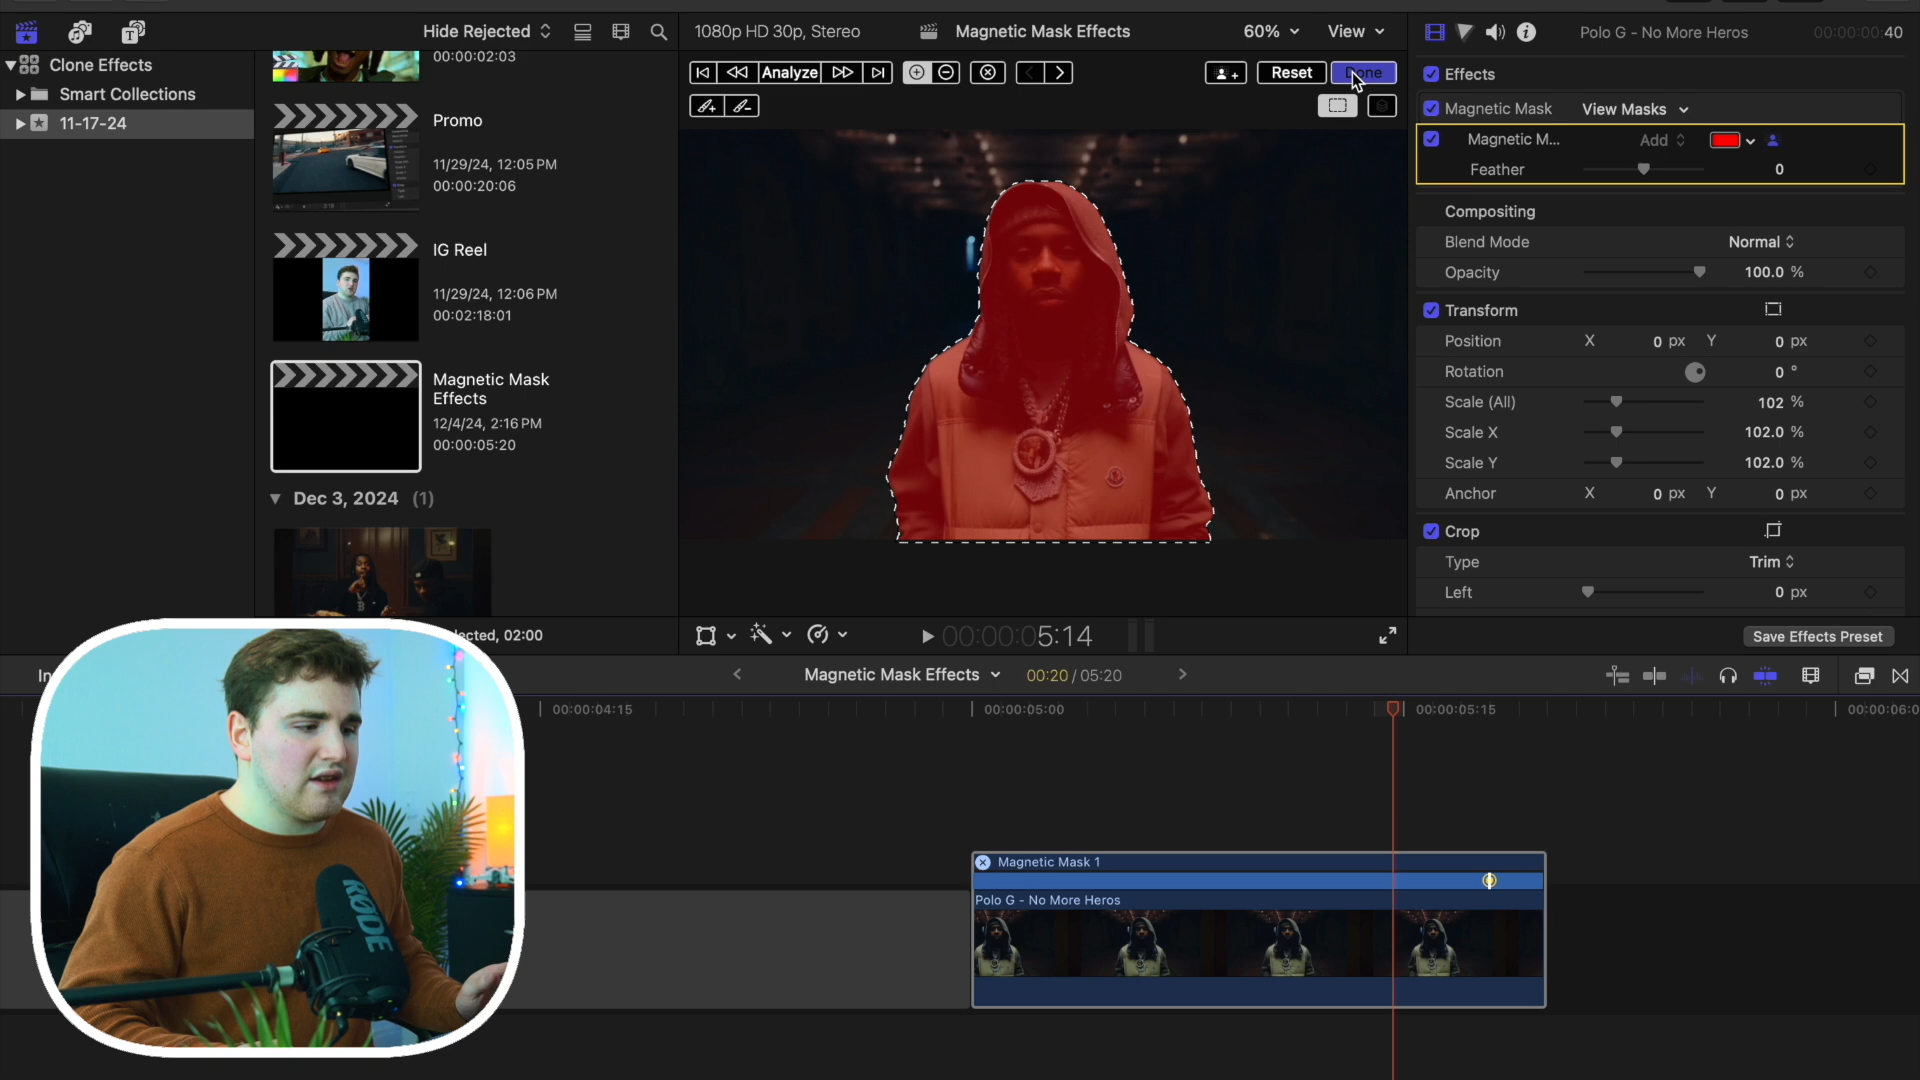 Hide Rejected
1080p HD 30p, Stereo
Magnetic Mask Effects
60%
View
Polo G - No More Heros
00:00:00:40
Clone Effects
Smart Collections
11-17-24
00:00:02:03
Promo
11/29/24, 12:05 PM
00:00:20:06
IG Reel
11/29/24, 12:06 PM
00:02:18:01
Magnetic Mask
Effects
12/4/24, 2:16 PM
00:00:05:20
Dec 3, 2024 (1)
Analyze
Reset
Done
Effects
Magnetic Mask
View Masks
Magnetic M...
Add
Feather
0
Compositing
Blend Mode
Normal
Opacity
100.0 %
Transform
Position
X
0 px
Y
0 px
Rotation
0 °
Scale (All)
102 %
Scale X
102.0 %
Scale Y
102.0 %
Anchor
X
0 px
Y
0 px
Crop
Type
Trim
Left
0 px
Save Effects Preset
02:00
00:00:05:14
Magnetic Mask Effects
00:20 / 05:20
00:00:04:15
00:00:05:00
00:00:05:15
00:00:06:0
Magnetic Mask 1
Polo G - No More Heros
RØDE